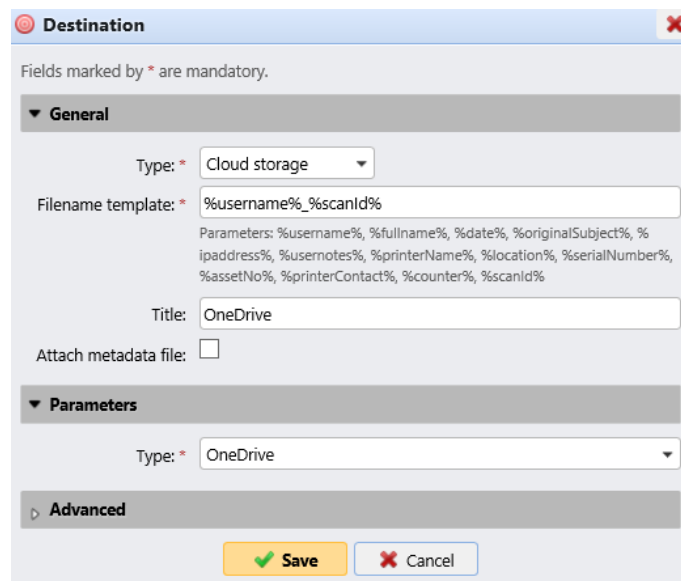 Destination
Fields marked by * are mandatory.
General
Type: * Cloud storage
Filename template: * %username%_%scanId%
Parameters: %username%, %fullname%, %date%, %originalSubject%, %
ipaddress%, %usernotes%, %printerName%, %location%, %serialNumber%,
%assetNo%, %printerContact%, %counter%, %scanId%
Title: OneDrive
Attach metadata file:
Parameters
Type: * OneDrive
Advanced
Save Cancel